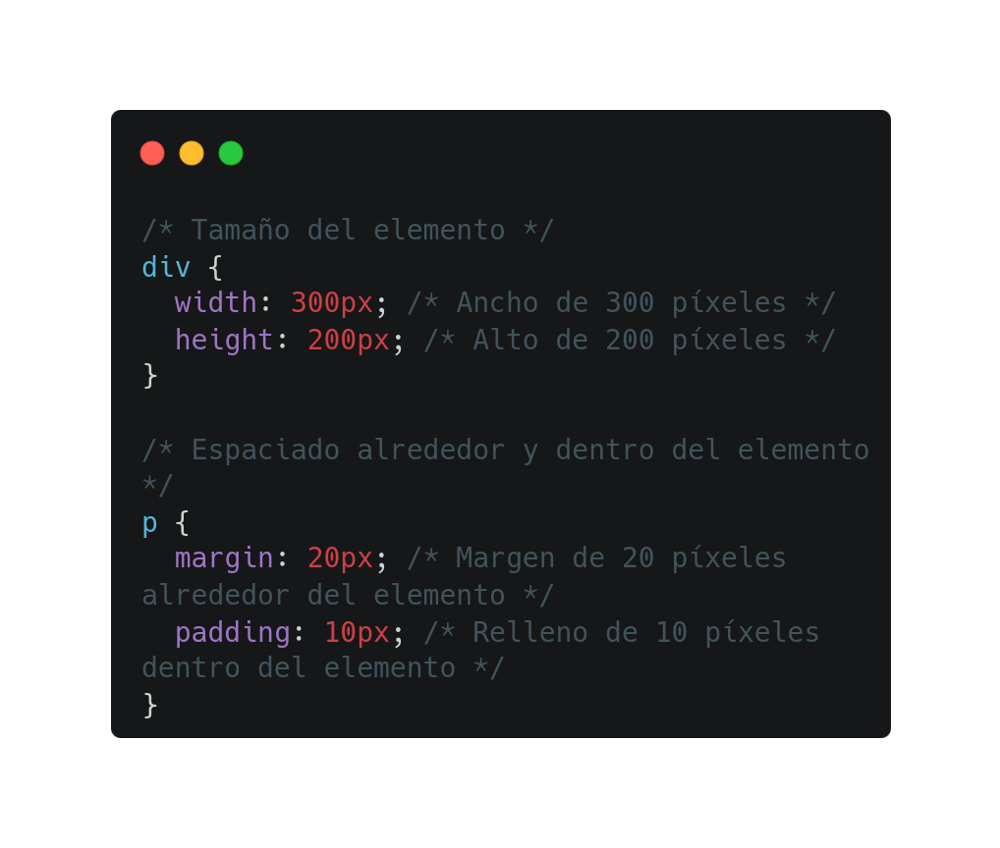 /* Tamaño del elemento */
div {
  width: 300px; /* Ancho de 300 píxeles */
  height: 200px; /* Alto de 200 píxeles */
}

/* Espaciado alrededor y dentro del elemento
*/
p {
  margin: 20px; /* Margen de 20 píxeles
alrededor del elemento */
  padding: 10px; /* Relleno de 10 píxeles
dentro del elemento */
}